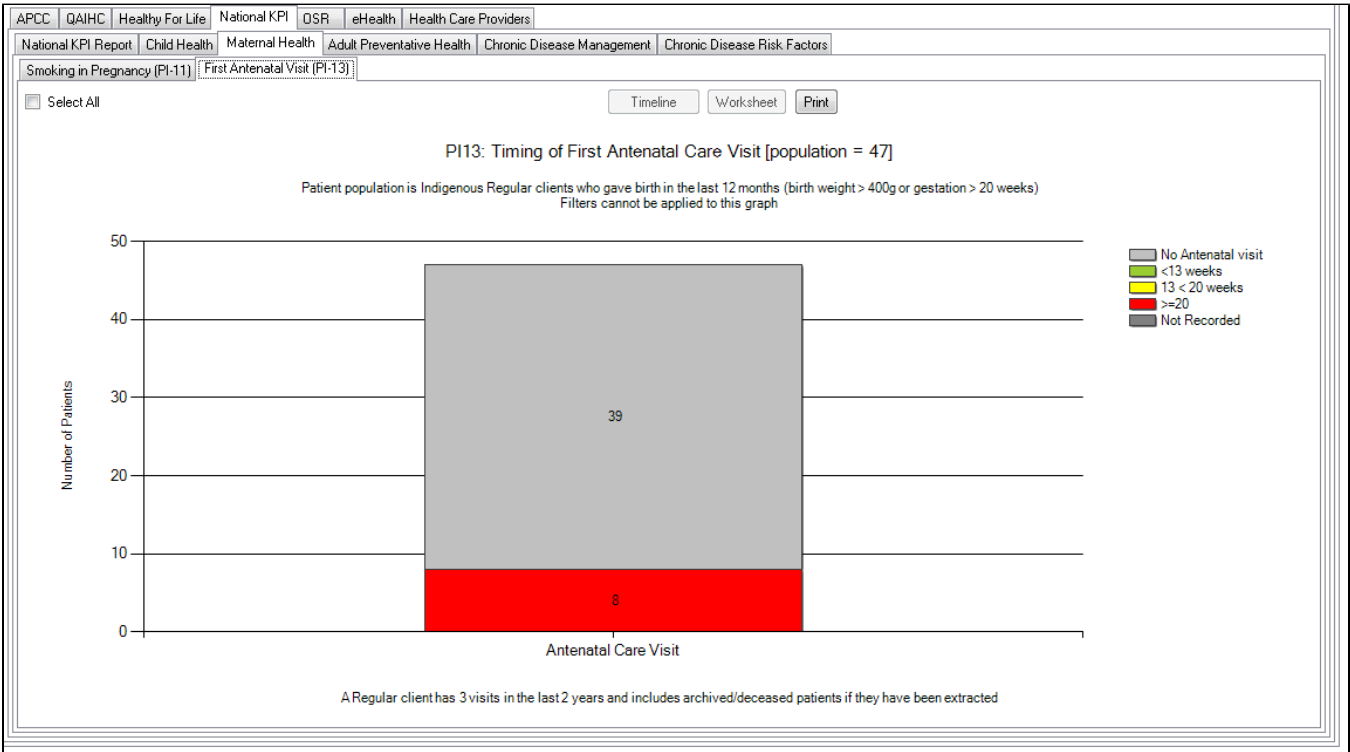 APCC QAIHC Healthy For Life National KPI OSR eHealth Health Care Providers
National KPI Report Child Health Maternal Health Adult Preventative Health Chronic Disease Management Chronic Disease Risk Factors
Smoking in Pregnancy (PI-11) First Antenatal Visit (PI-13)
Select All Timeline Worksheet Print
PI13: Timing of First Antenatal Care Visit [population = 47]
Patient population is Indigenous Regular clients who gave birth in the last 12 months (birth weight > 400g or gestation > 20 weeks)
Filters cannot be applied to this graph
50
40
30
20
10
0
Number of Patients
39
8
Antenatal Care Visit
No Antenatal visit
<13 weeks
13 < 20 weeks
>=20
Not Recorded
A Regular client has 3 visits in the last 2 years and includes archived/deceased patients if they have been extracted